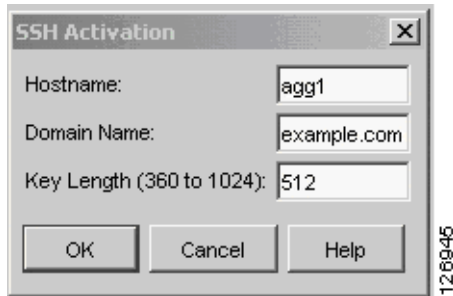 SSH Activation
Hostname: agg1
Domain Name: example.com
Key Length (360 to 1024): 512
OK Cancel Help
126945